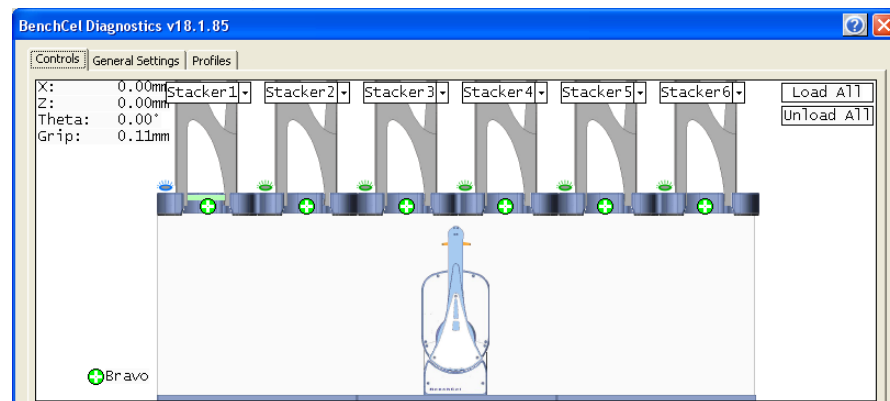 BenchCel Diagnostics v18.1.85
Controls General Settings Profiles
X: 0.00mm
Z: 0.00mm
Theta: 0.00°
Grip: 0.11mm
Stacker1 Stacker2 Stacker3 Stacker4 Stacker5 Stacker6
Load All
Unload All
BenchCel
Bravo